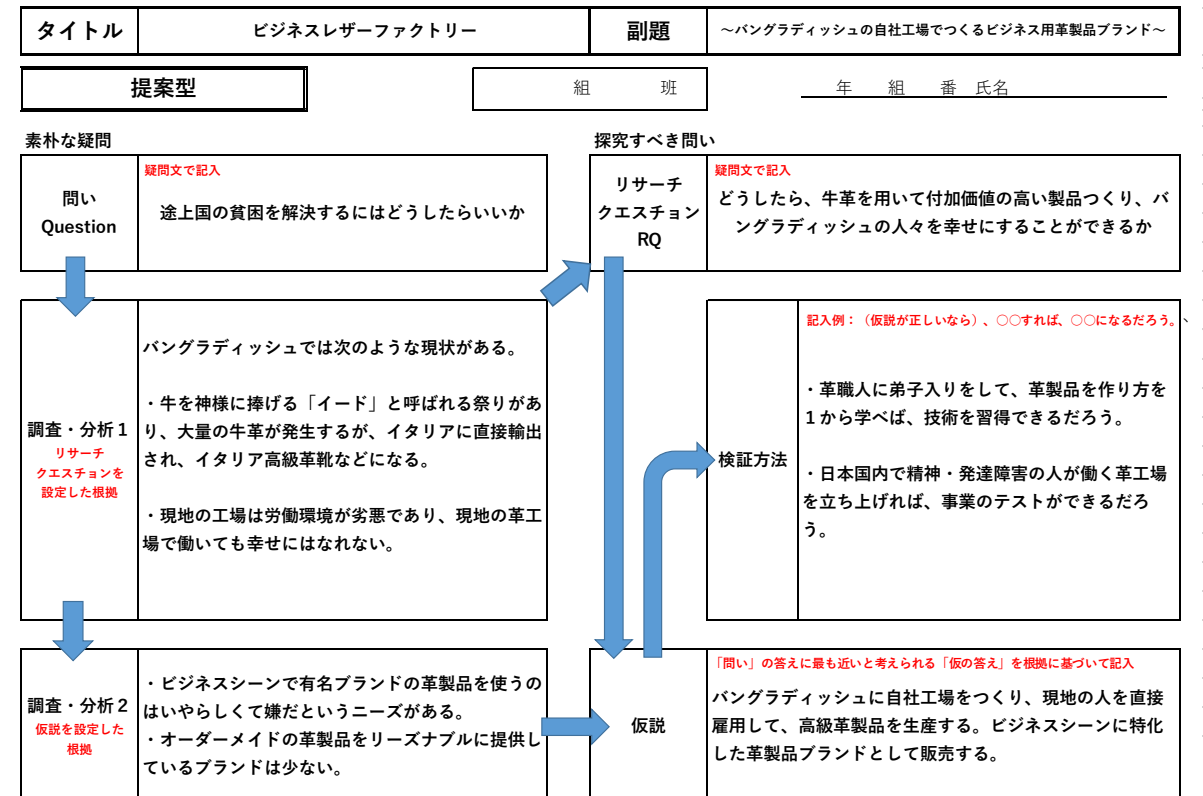 タイトル
ビジネスレザーファクトリー
副題
～バングラディッシュの自社工場でつくるビジネス用革製品ブランド～
提案型
組　班
年　組　番　氏名
素朴な疑問
問い
Question
疑問文で記入
途上国の貧困を解決するにはどうしたらいいか
探究すべき問い
リサーチ
クエスチョン
RQ
疑問文で記入
どうしたら、牛革を用いて付加価値の高い製品つくり、バ
ングラディッシュの人々を幸せにすることができるか
調査・分析１
リサーチ
クエスチョンを
設定した根拠
バングラディッシュでは次のような現状がある。
・牛を神様に捧げる「イード」と呼ばれる祭りがあ
り、大量の牛革が発生するが、イタリアに直接輸出
され、イタリア高級革靴などになる。
・現地の工場は労働環境が劣悪であり、現地の革工
場で働いても幸せにはなれない。
検証方法
記入例：（仮説が正しいなら）、○○すれば、○○になるだろう。、
・革職人に弟子入りをして、革製品を作り方を
１から学べば、技術を習得できるだろう。
・日本国内で精神・発達障害の人が働く革工場
を立ち上げれば、事業のテストができるだろ
う。
調査・分析２
仮説を設定した
根拠
・ビジネスシーンで有名ブランドの革製品を使うの
はいやらしくて嫌だというニーズがある。
・オーダーメイドの革製品をリーズナブルに提供し
ているブランドは少ない。
仮説
「問い」の答えに最も近いと考えられる「仮の答え」を根拠に基づいて記入
バングラディッシュに自社工場をつくり、現地の人を直接
雇用して、高級革製品を生産する。ビジネスシーンに特化
した革製品ブランドとして販売する。